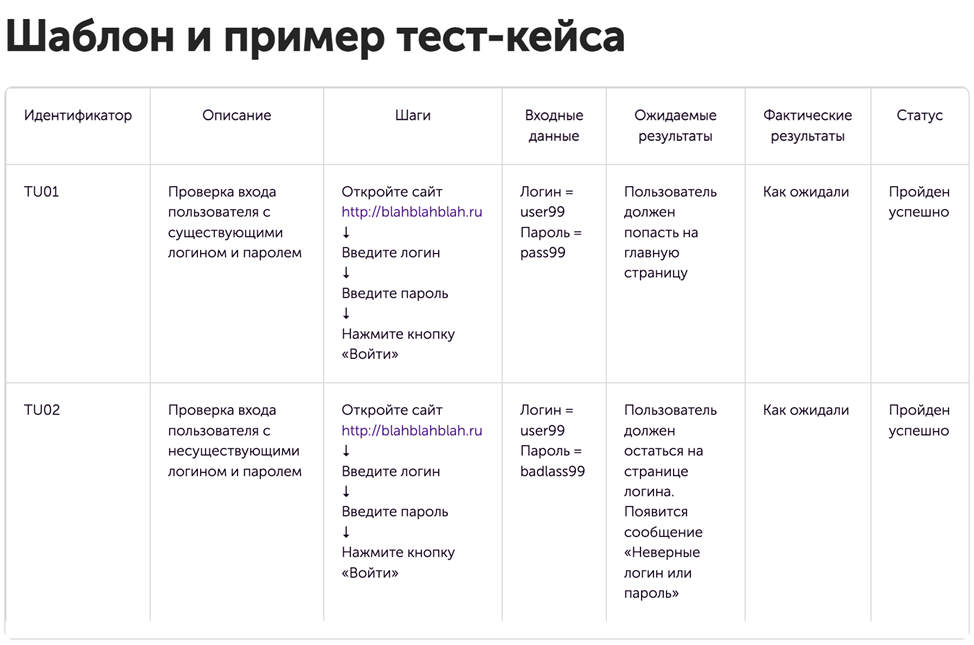 Шаблон и пример тест-кейса
Идентификатор
Описание
Шаги
Входные
данные
Ожидаемые
результаты
Фактические
результаты
Статус
TU01
Проверка входа
пользователя с
существующими
логином и паролем
Откройте сайт
http://blahblahblah.ru
↓
Введите логин
↓
Введите пароль
↓
Нажмите кнопку
«Войти»
Логин =
user99
Пароль =
pass99
Пользователь
должен
попасть на
главную
страницу
Как ожидали
Пройден
успешно
TU02
Проверка входа
пользователя с
несуществующими
логином и паролем
Откройте сайт
http://blahblahblah.ru
↓
Введите логин
↓
Введите пароль
↓
Нажмите кнопку
«Войти»
Логин =
user99
Пароль =
badlass99
Пользователь
должен
остаться на
странице
логина.
Появится
сообщение
«Неверные
логин или
пароль»
Как ожидали
Пройден
успешно